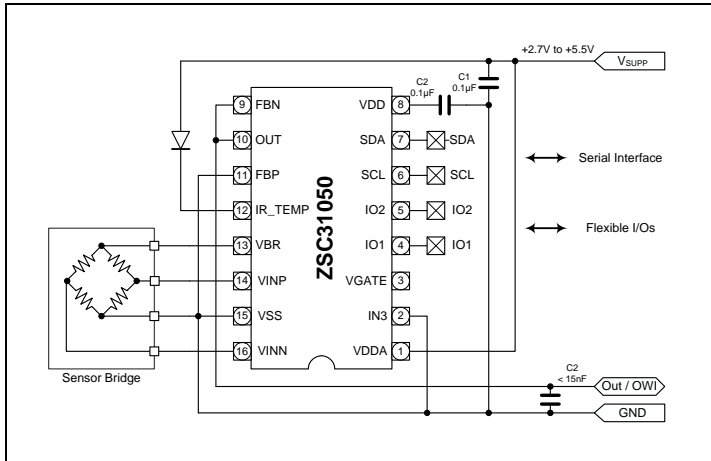 +2.7V to +5.5V
VSUPP
C2
0.1µF
C1
0.1µF
9 FBN
VDD 8
10 OUT
SDA 7 SDA
11 FBP
SCL 6 SCL
12 IR_TEMP
IO2 5 IO2
13 VBR
IO1 4 IO1
14 VINP
VGATE 3
15 VSS
IN3 2
16 VINN
VDDA 1
ZSC31050
Serial Interface
Flexible I/Os
Sensor Bridge
C2
< 15nF
Out / OWI
GND